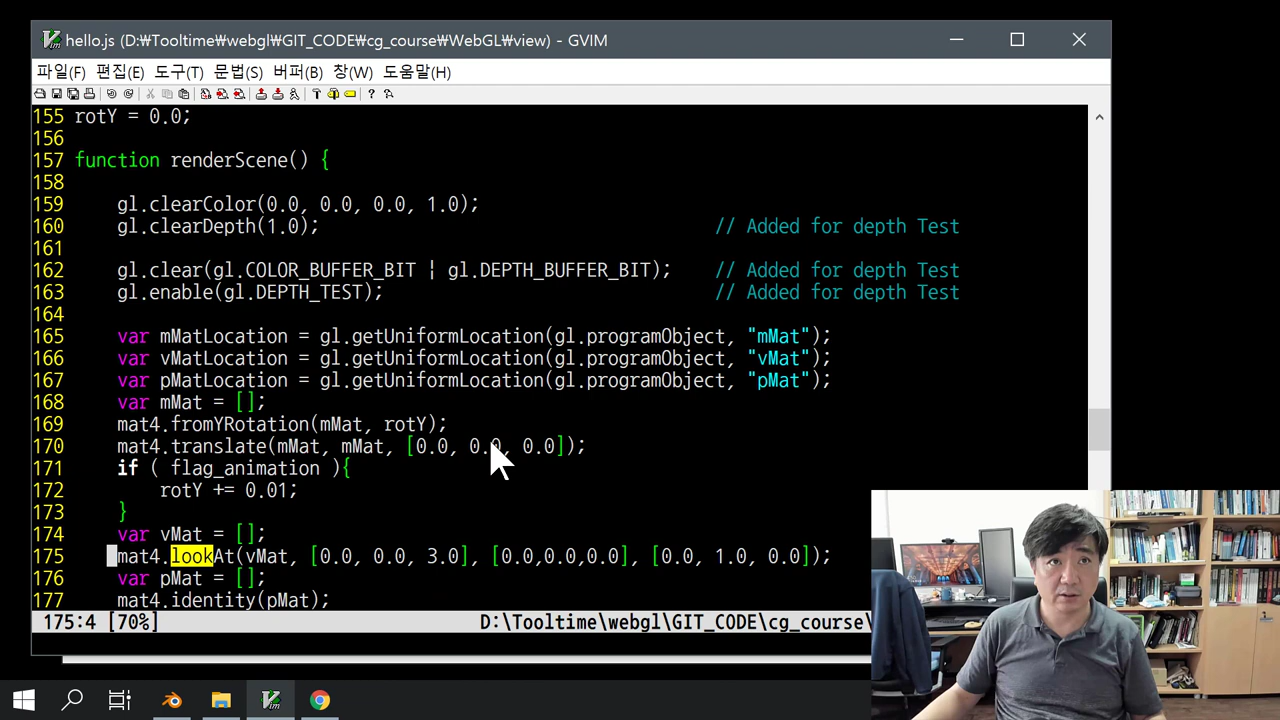 hello.js (D:₩Tooltime₩webgl₩GIT_CODE₩cg_course₩WebGL₩view) - GVIM
파일(F) 편집(E) 도구(T) 문법(S) 버퍼(B) 창(W) 도움말(H)
155 rotY = 0.0;
156
157 function renderScene() {
158
159 gl.clearColor(0.0, 0.0, 0.0, 1.0);
160 gl.clearDepth(1.0); // Added for depth Test
161
162 gl.clear(gl.COLOR_BUFFER_BIT | gl.DEPTH_BUFFER_BIT); // Added for depth Test
163 gl.enable(gl.DEPTH_TEST); // Added for depth Test
164
165 var mMatLocation = gl.getUniformLocation(gl.programObject, "mMat");
166 var vMatLocation = gl.getUniformLocation(gl.programObject, "vMat");
167 var pMatLocation = gl.getUniformLocation(gl.programObject, "pMat");
168 var mMat = [];
169 mat4.fromYRotation(mMat, rotY);
170 mat4.translate(mMat, mMat, [0.0, 0.0, 0.0]);
171 if ( flag_animation ){
172 rotY += 0.01;
173 }
174 var vMat = [];
175 mat4.lookAt(vMat, [0.0, 0.0, 3.0], [0.0,0.0,0.0], [0.0, 1.0, 0.0]);
176 var pMat = [];
177 mat4.identity(pMat);
175:4 [70%] D:\Tooltime\webgl\GIT_CODE\cg_course\